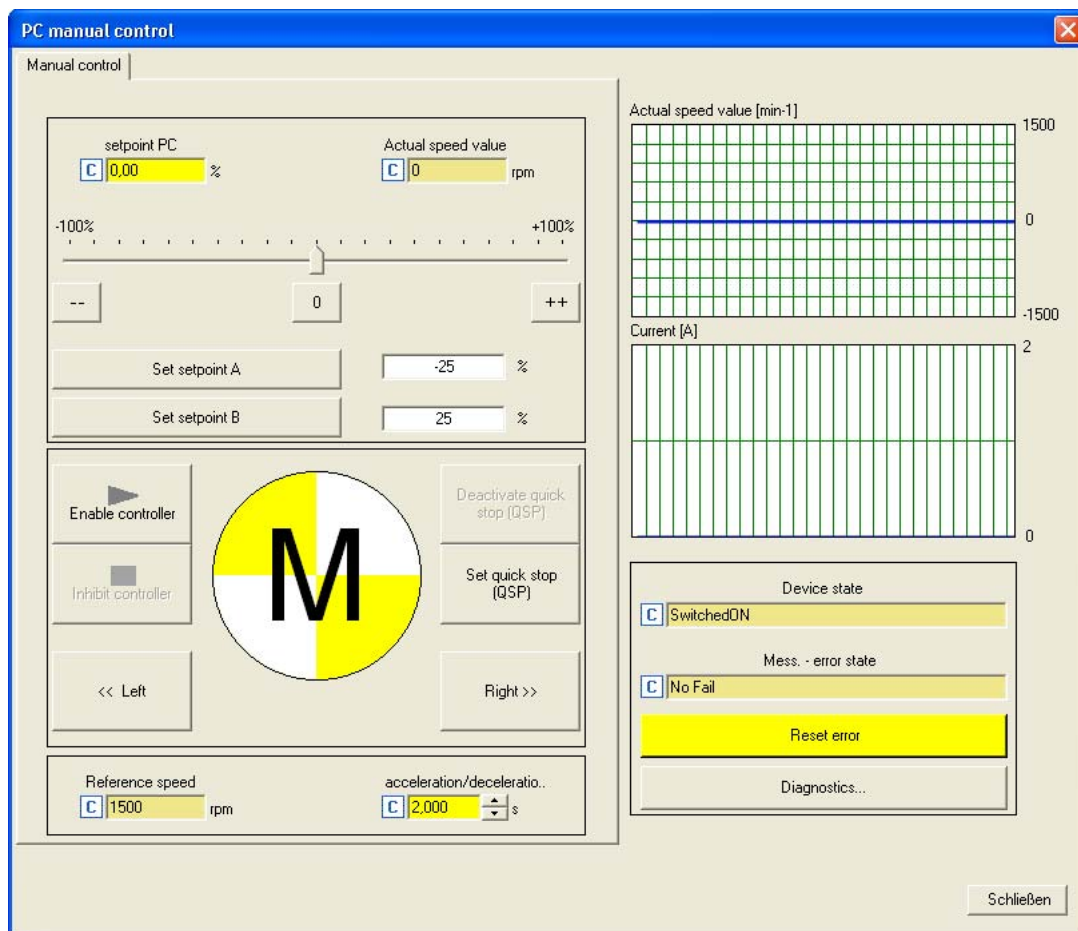 PC manual control
Manual control
setpoint PC
C 0,00 %
Actual speed value
C 0 rpm
-100% +100%
-- 0 ++
Set setpoint A -25 %
Set setpoint B 25 %
Enable controller
Inhibit controller
M
Deactivate quick
stop (QSP)
Set quick stop
(QSP)
<< Left
Right >>
Reference speed
C 1500 rpm
acceleration/deceleratio..
C 2,000 s
Actual speed value [min-1]
1500
0
-1500
Current [A]
2
0
Device state
C SwitchedON
Mess. - error state
C No Fail
Reset error
Diagnostics...
Schließen